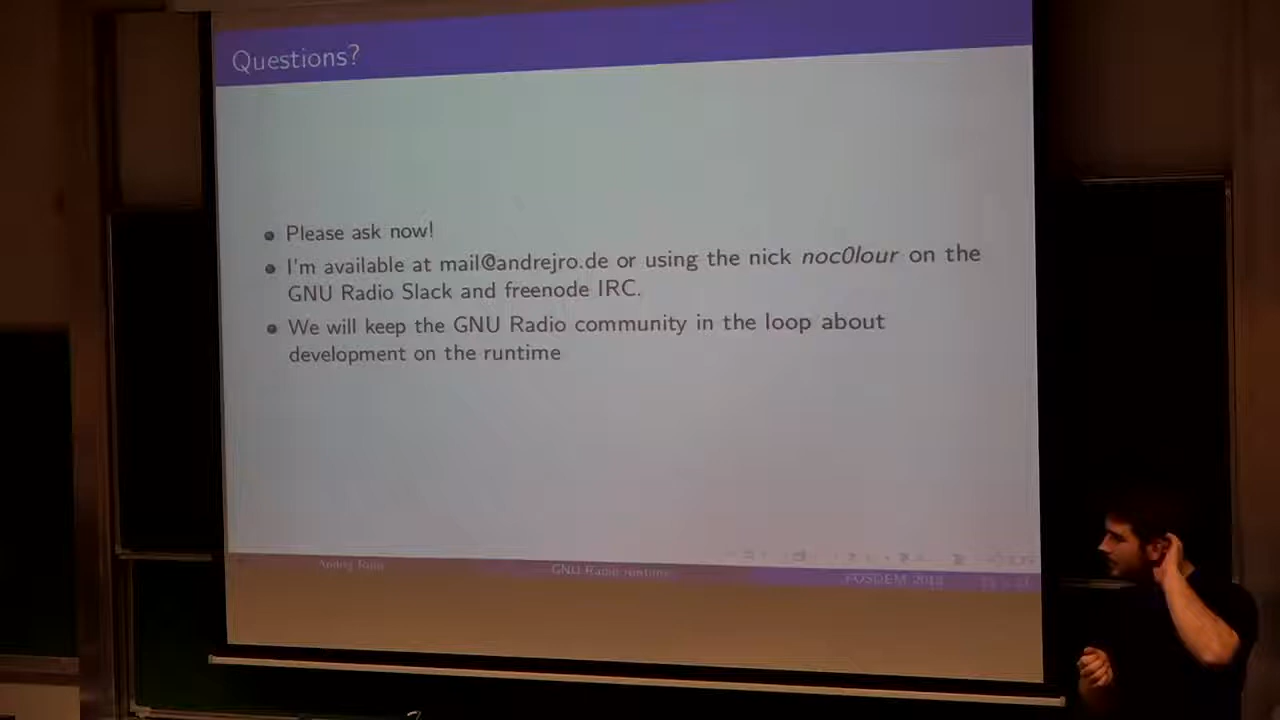 Questions?
Please ask now!
I'm available at mail@andrejro.de or using the nick noc0lour on the
GNU Radio Slack and freenode IRC.
We will keep the GNU Radio community in the loop about
development on the runtime
GNU Radio runtime
FOSDEM